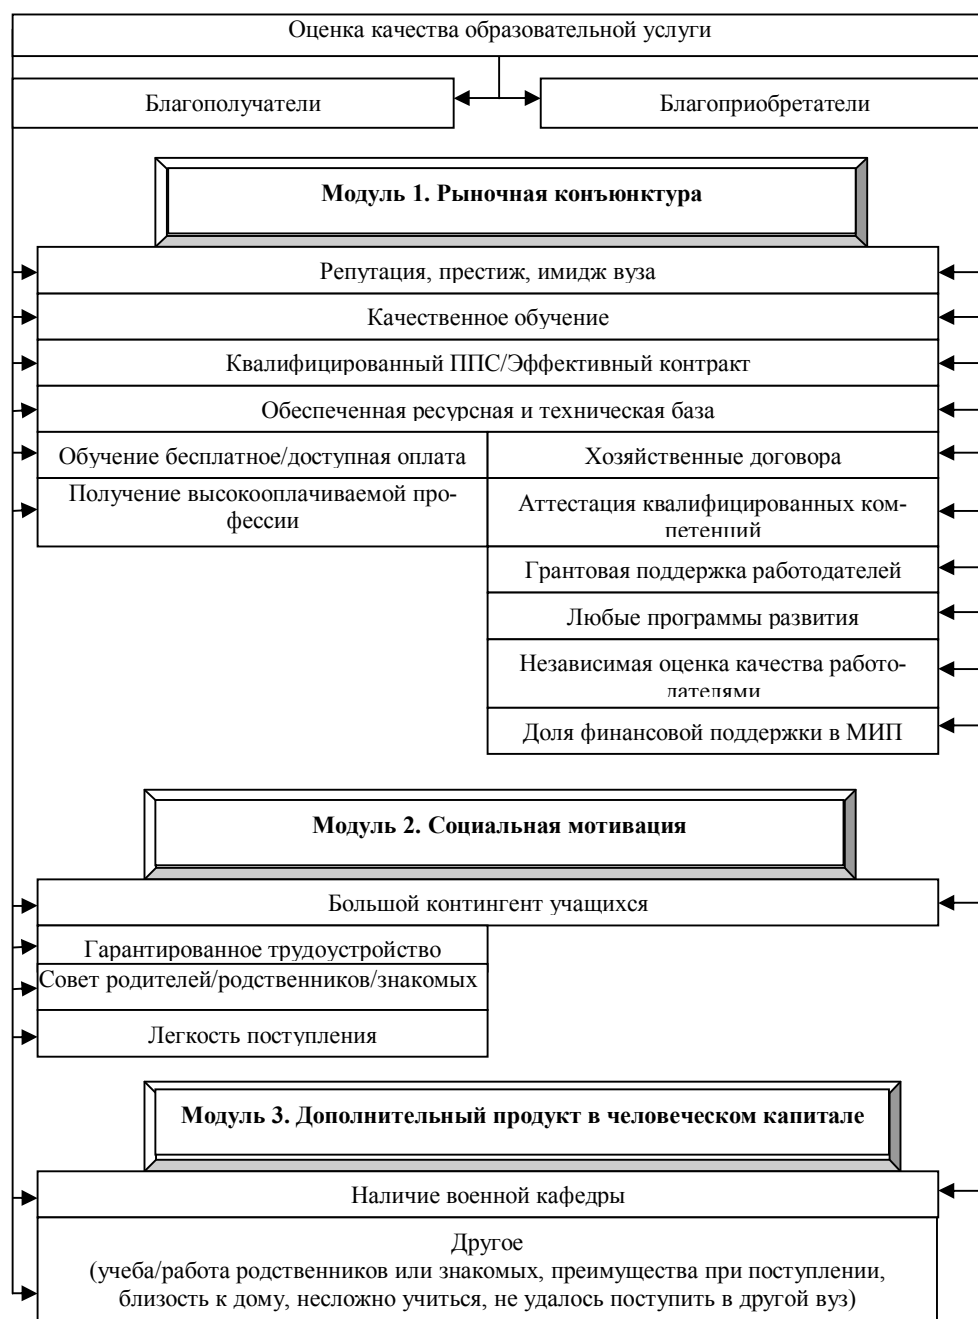 Оценка качества образовательной услуги
Благополучатели
Благоприобретатели
Модуль 1. Рыночная конъюнктура
Репутация, престиж, имидж вуза
Качественное обучение
Квалифицированный ППС/Эффективный контракт
Обеспеченная ресурсная и техническая база
Обучение бесплатное/доступная оплата
Хозяйственные договора
Получение высокооплачиваемой про-
фессии
Аттестация квалифицированных ком-
петенций
Грантовая поддержка работодателей
Любые программы развития
Независимая оценка качества работо-
дателями
Доля финансовой поддержки в МИП
Модуль 2. Социальная мотивация
Большой контингент учащихся
Гарантированное трудоустройство
Совет родителей/родственников/знакомых
Легкость поступления
Модуль 3. Дополнительный продукт в человеческом капитале
Наличие военной кафедры
Другое
(учеба/работа родственников или знакомых, преимущества при поступлении,
близость к дому, несложно учиться, не удалось поступить в другой вуз)